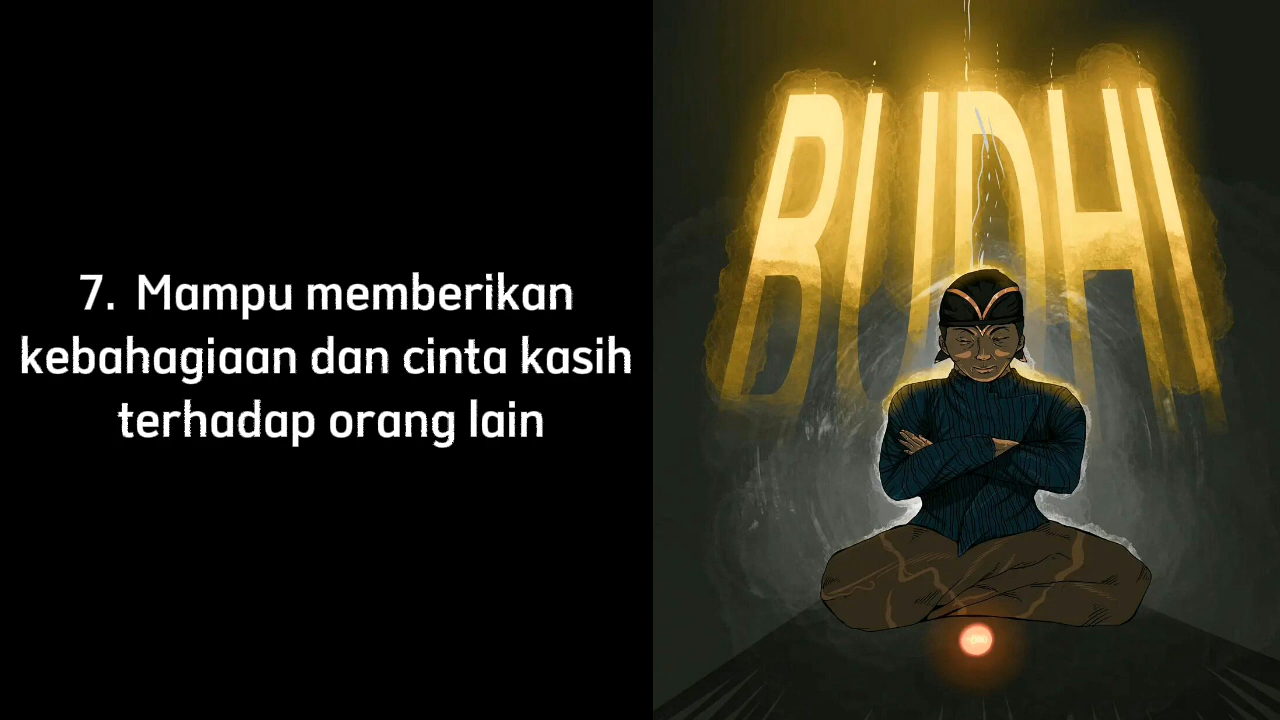 7. Mampu memberikan
kebahagiaan dan cinta kasih
terhadap orang lain
BUDHI